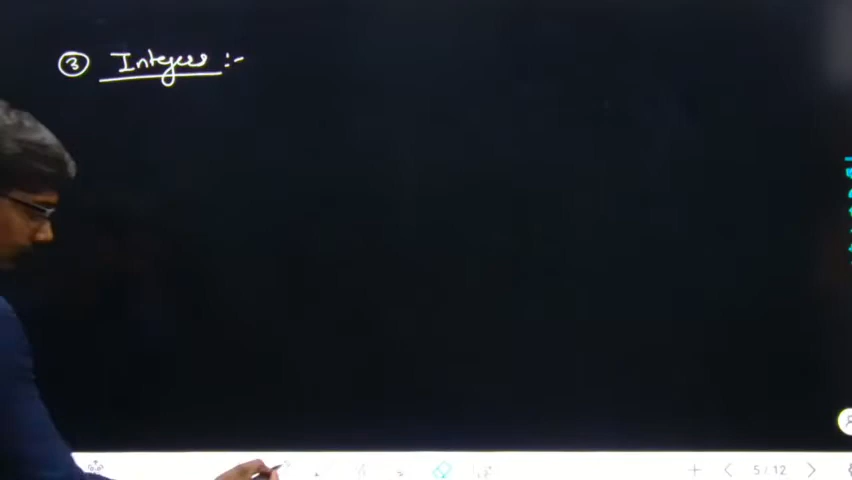 ③ Integers :-
5/12